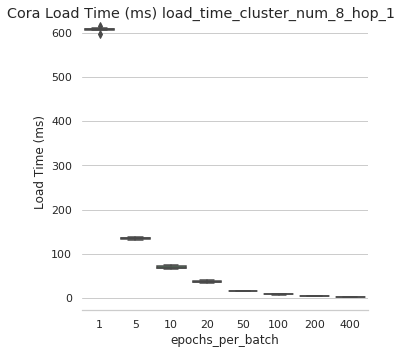 Cora Load Time (ms) load_time_cluster_num_8_hop_1
600
500
400
300
200
100
0
Load Time (ms)
1 5 10 20 50 100 200 400
epochs_per_batch